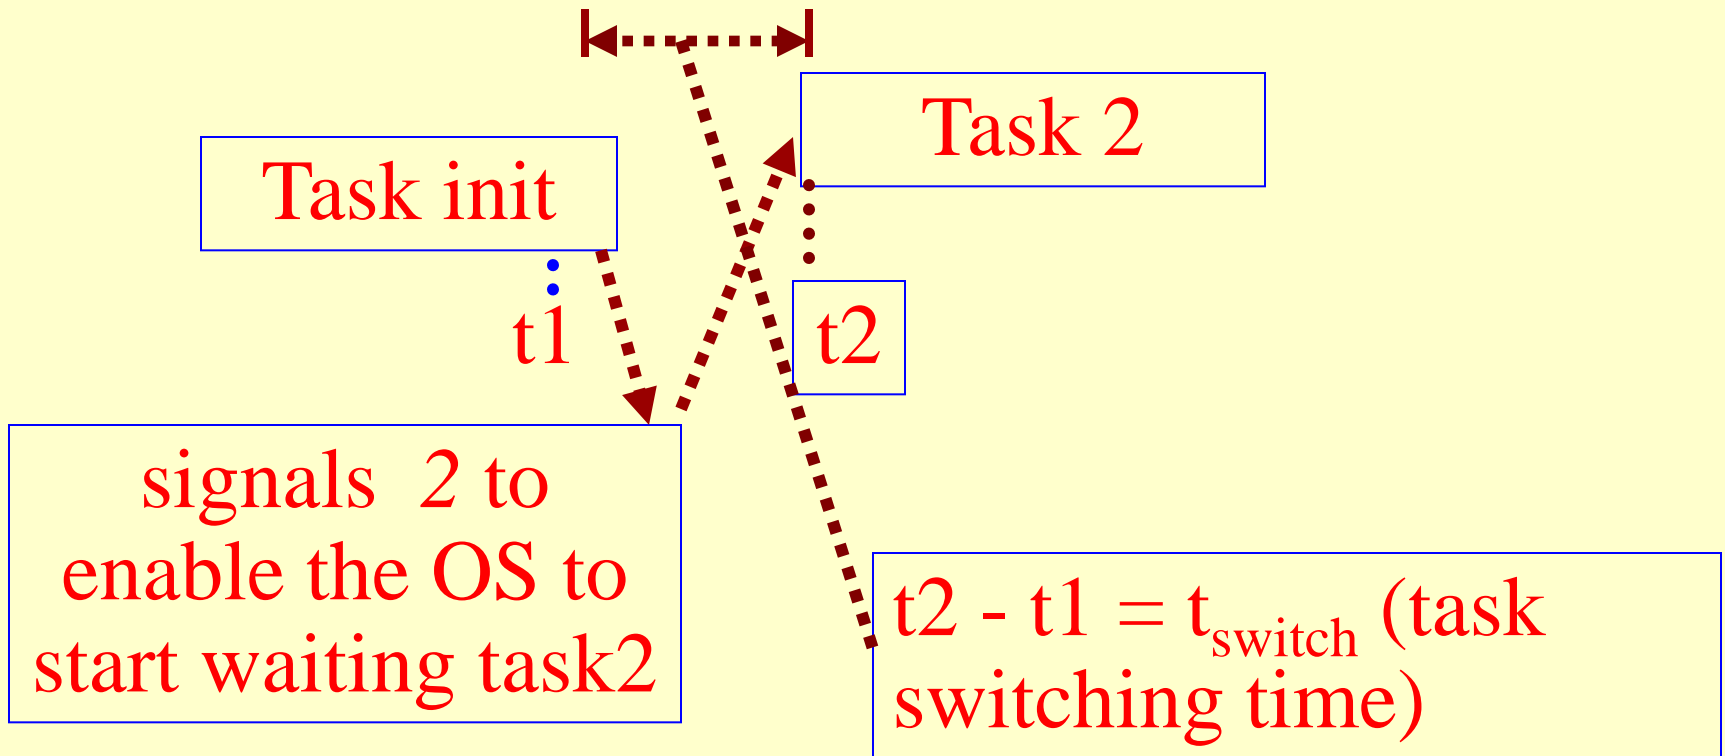 Task 2
Task init
t1
t2
signals  2 to
enable the OS to
start waiting task2
t2 - t1 = tswitch (task
switching time)